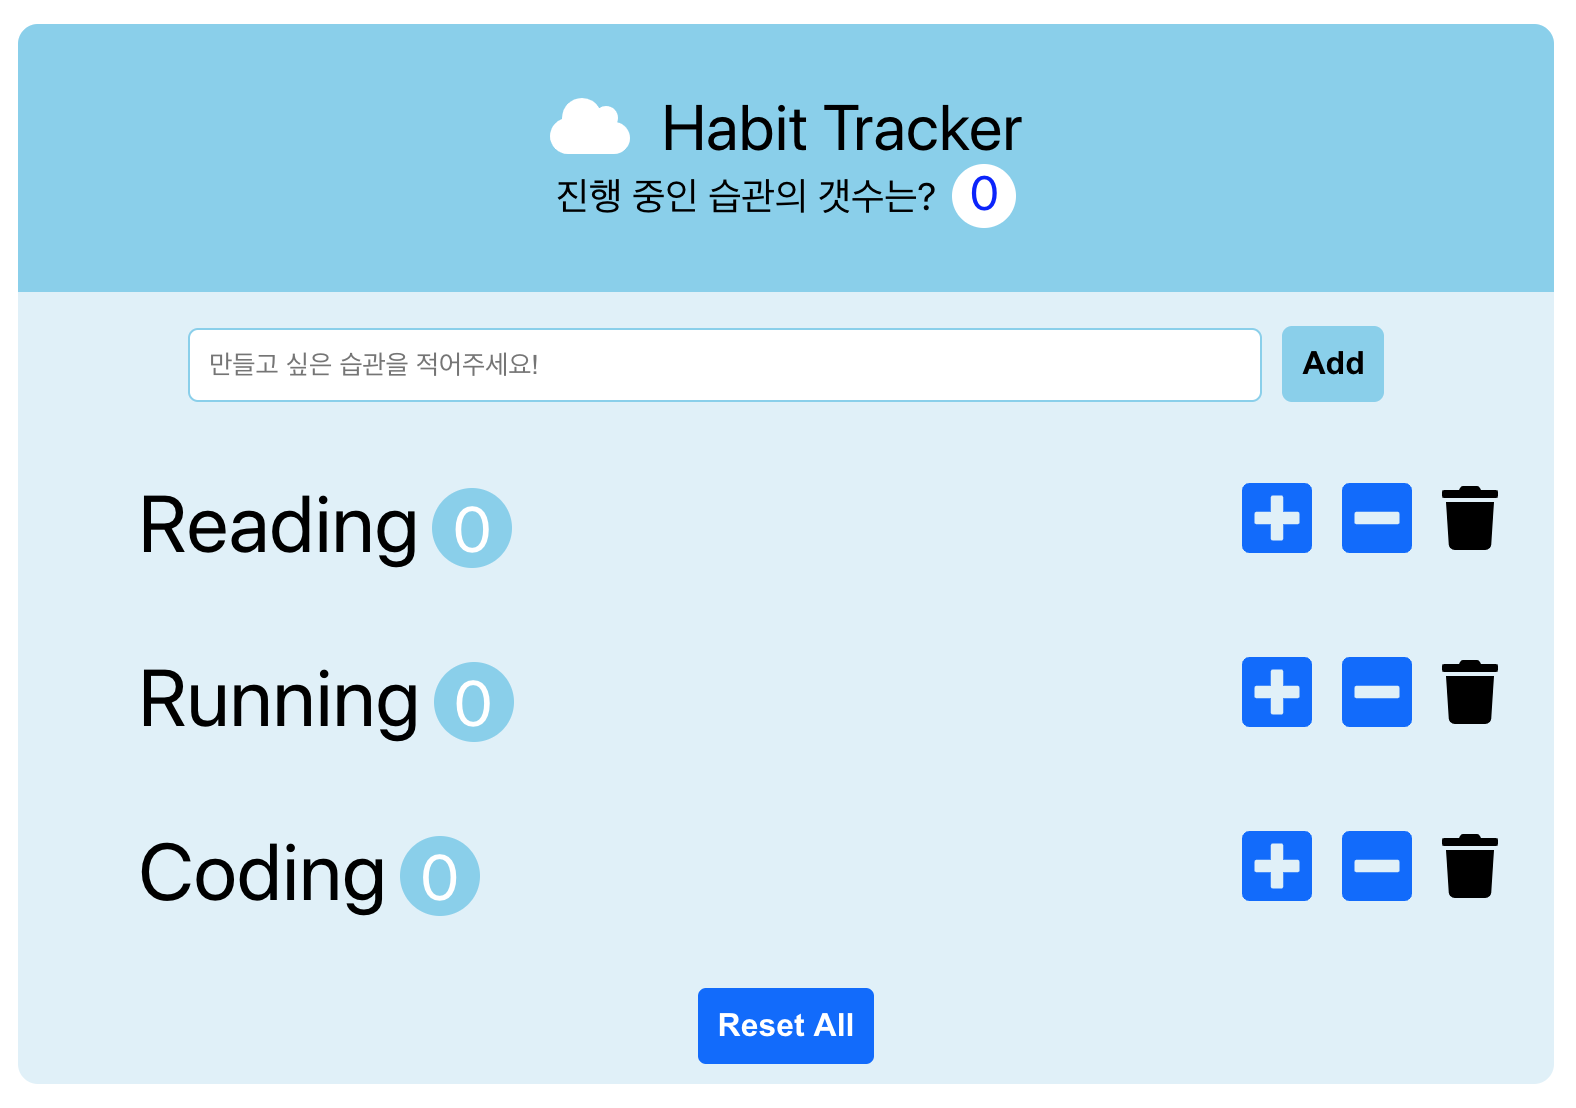 Habit Tracker
진행 중인 습관의 갯수는? 0
만들고 싶은 습관을 적어주세요! Add
Reading 0
Running 0
Coding 0
Reset All